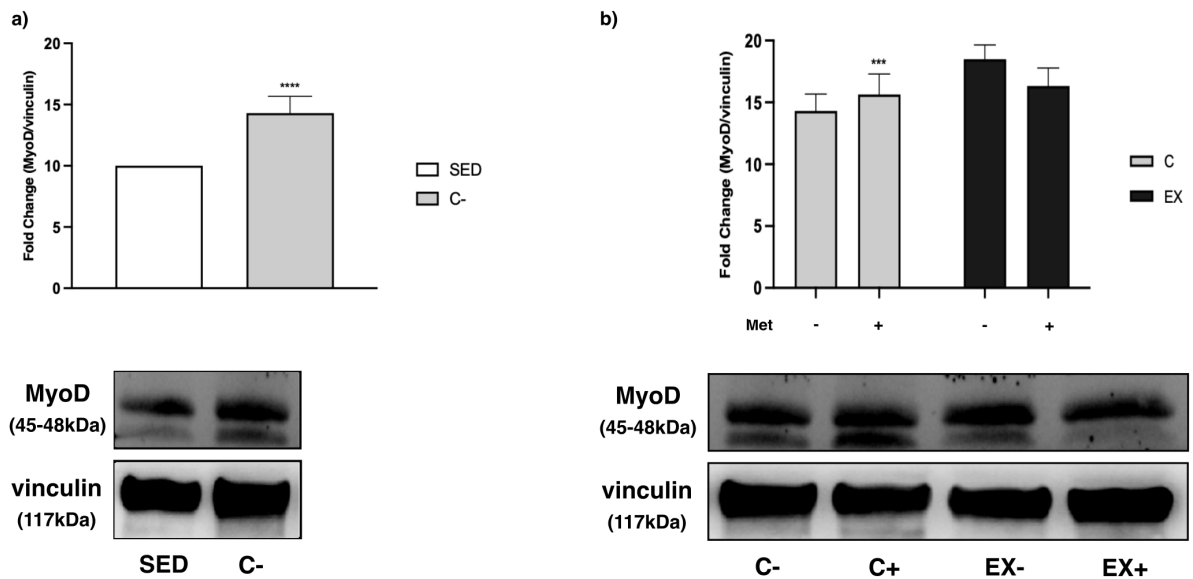 a)
Fold Change (MyoD/vinculin)
20
15
10
5
0
****
SED
C-
MyoD
(45-48kDa)
vinculin
(117kDa)
SED C-
b)
Fold Change (MyoD/vinculin)
20
15
10
5
0
***
C
EX
Met - + - +
MyoD
(45-48kDa)
vinculin
(117kDa)
C- C+ EX- EX+